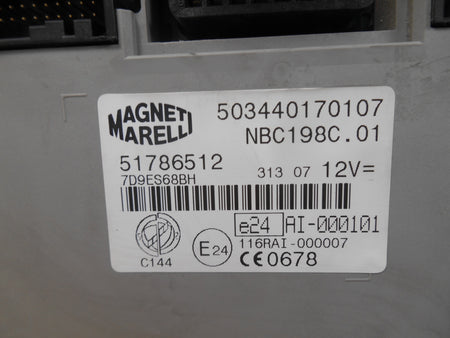 MAGNETI
MARELLI
503440170107
NBC198C.01
51786512
7D9ES68BH
313 07 12V=
e24 AI-000101
116RAI-000007
E24
CE0678
C144